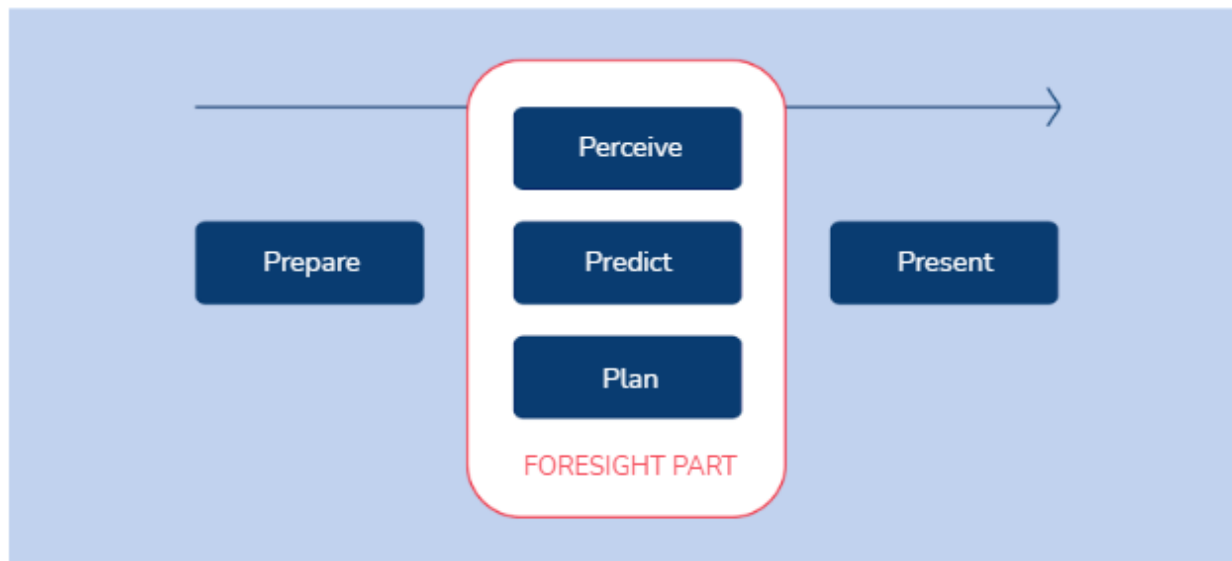 Perceive
Prepare
Predict
Present
Plan
FORESIGHT PART